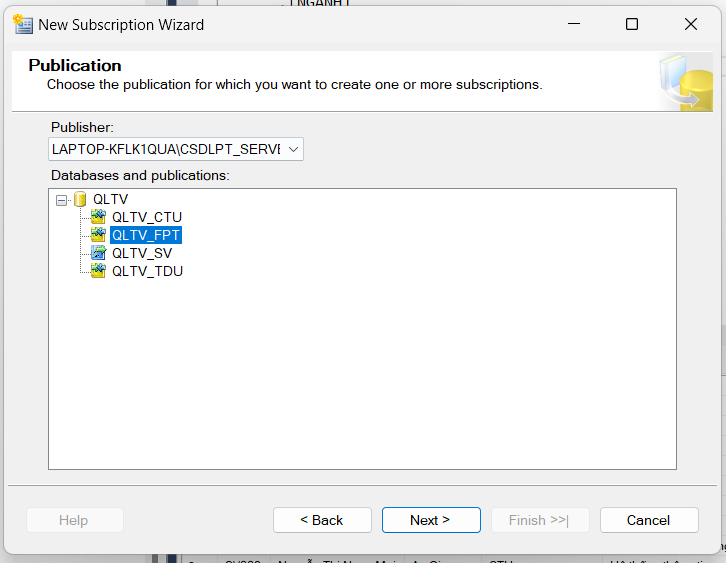 NGANH
New Subscription Wizard
Publication
Choose the publication for which you want to create one or more subscriptions.
Publisher:
LAPTOP-KFLK1QUA\CSDLPT_SERVE
Databases and publications:
QLTV
QLTV_CTU
QLTV_FPT
QLTV_SV
QLTV_TDU
Help
< Back
Next >
Finish >>|
Cancel